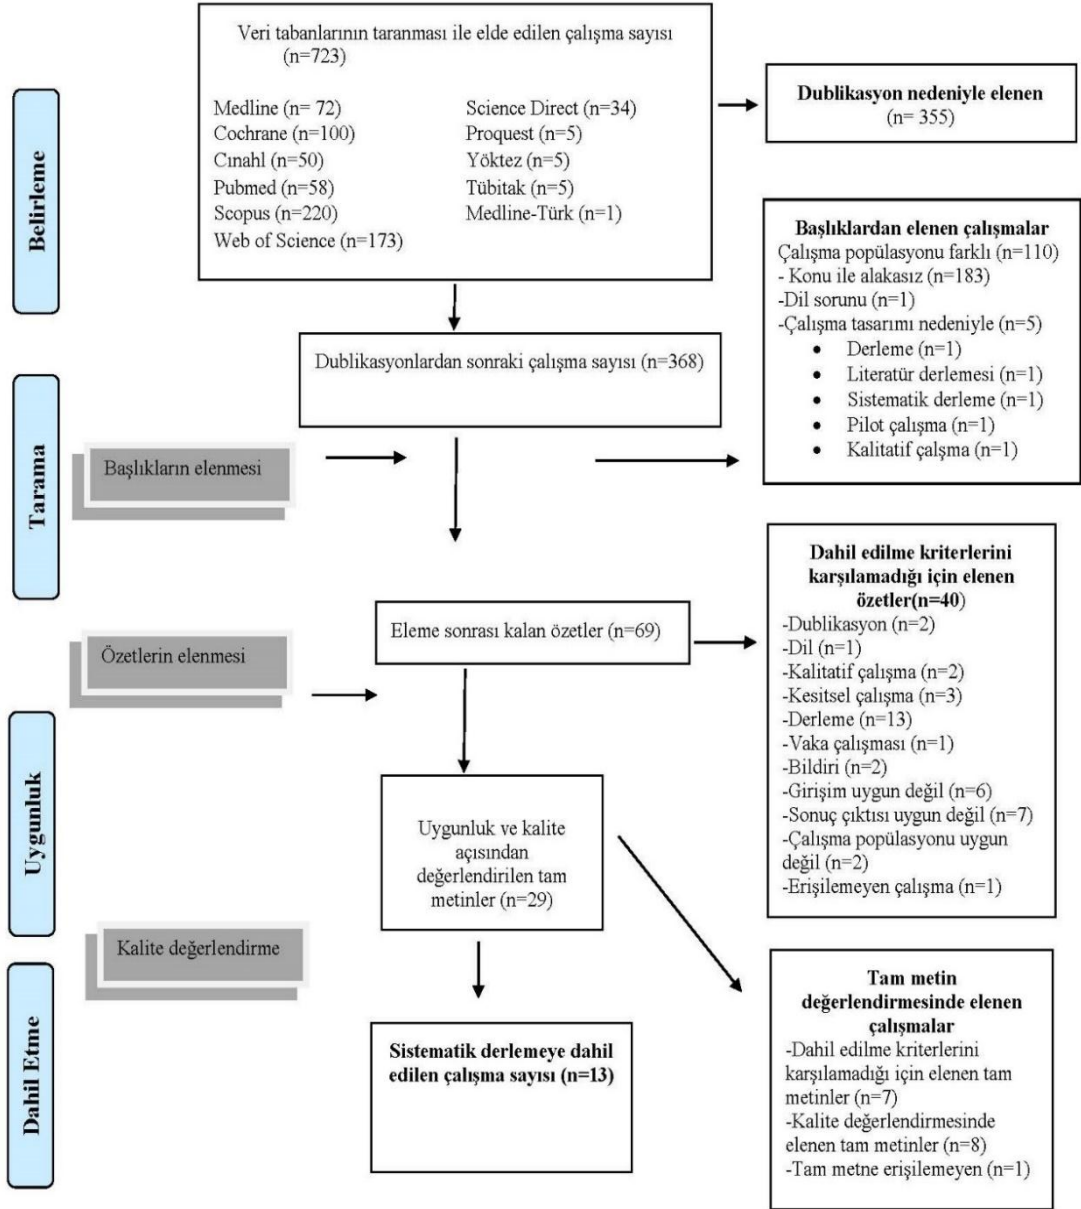 Veri tabanlarının taranması ile elde edilen çalışma sayısı
(n=723)
Medline (n= 72)
Cochrane (n=100)
Cınahl (n=50)
Pubmed (n=58)
Scopus (n=220)
Web of Science (n=173)
Science Direct (n=34)
Proquest (n=5)
Yöktez (n=5)
Tübitak (n=5)
Medline-Türk (n=1)
Dublikasyon nedeniyle elenen
(n= 355)
Belirleme
Başlıklardan elenen çalışmalar
Çalışma popülasyonu farklı (n=110)
- Konu ile alakasız (n=183)
-Dil sorunu (n=1)
-Çalışma tasarımı nedeniyle (n=5)
• Derleme (n=1)
• Literatür derlemesi (n=1)
• Sistematik derleme (n=1)
• Pilot çalışma (n=1)
• Kalitatif çalşma (n=1)
Dublikasyonlardan sonraki çalışma sayısı (n=368)
Tarama
Başlıkların elenmesi
Dahil edilme kriterlerini
karşılamadığı için elenen
özetler(n=40)
-Dublikasyon (n=2)
-Dil (n=1)
-Kalitatif çalışma (n=2)
-Kesitsel çalışma (n=3)
-Derleme (n=13)
-Vaka çalışması (n=1)
-Bildiri (n=2)
-Girişim uygun değil (n=6)
-Sonuç çıktısı uygun değil (n=7)
-Çalışma popülasyonu uygun
değil (n=2)
-Erişilemeyen çalışma (n=1)
Eleme sonrası kalan özetler (n=69)
Özetlerin elenmesi
Uygunluk
Uygunluk ve kalite
açısından
değerlendirilen tam
metinler (n=29)
Kalite değerlendirme
Tam metin
değerlendirmesinde elenen
çalışmalar
-Dahil edilme kriterlerini
karşılamadığı için elenen tam
metinler (n=7)
-Kalite değerlendirmesinde
elenen tam metinler (n=8)
-Tam metne erişilemeyen (n=1)
Dahil Etme
Sistematik derlemeye dahil
edilen çalışma sayısı (n=13)